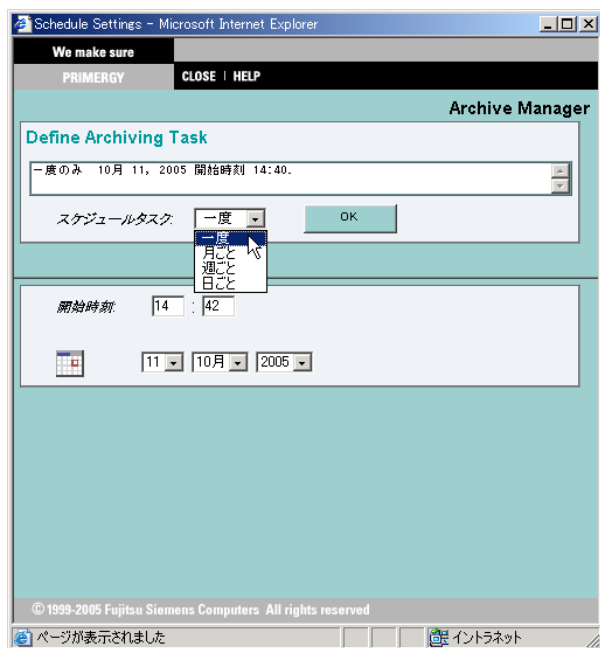 Schedule Settings - Microsoft Internet Explorer
We make sure
PRIMERGY CLOSE | HELP
Archive Manager
Define Archiving Task
一度のみ 10月 11, 2005 開始時刻 14:40.
スケジュールタスク: 一度 OK
一度
月ごと
週ごと
日ごと
開始時刻: 14 : 42
11 10月 2005
© 1999-2005 Fujitsu Siemens Computers All rights reserved
ページが表示されました イントラネット